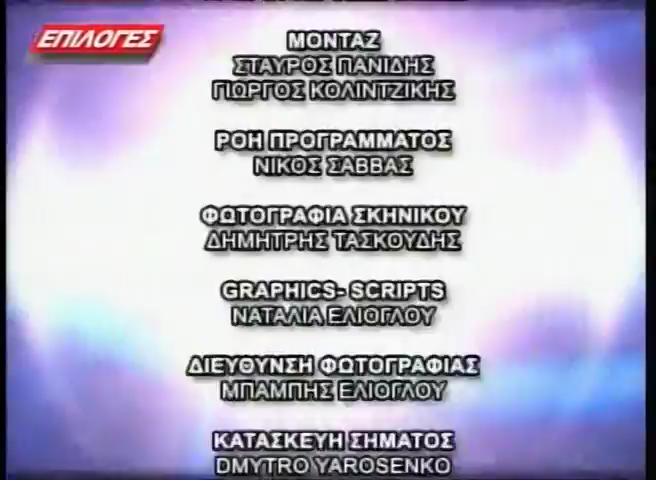 ΕΠΙΛΟΓΕΣ
ΜΟΝΤΑΖ
ΣΤΑΥΡΟΣ ΠΑΝΙΔΗΣ
ΓΙΩΡΓΟΣ ΚΟΛΙΝΤΖΙΚΗΣ
ΡΟΗ ΠΡΟΓΡΑΜΜΑΤΟΣ
ΝΙΚΟΣ ΣΑΒΒΑΣ
ΦΩΤΟΓΡΑΦΙΑ ΣΚΗΝΙΚΟΥ
ΔΗΜΗΤΡΗΣ ΤΑΣΚΟΥΔΗΣ
GRAPHICS- SCRIPTS
ΝΑΤΑΛΙΑ ΕΛΙΟΓΛΟΥ
ΔΙΕΥΘΥΝΣΗ ΦΩΤΟΓΡΑΦΙΑΣ
ΜΠΑΜΠΗΣ ΕΛΙΟΓΛΟΥ
ΚΑΤΑΣΚΕΥΗ ΣΗΜΑΤΟΣ
DMYTRO YAROSENKO